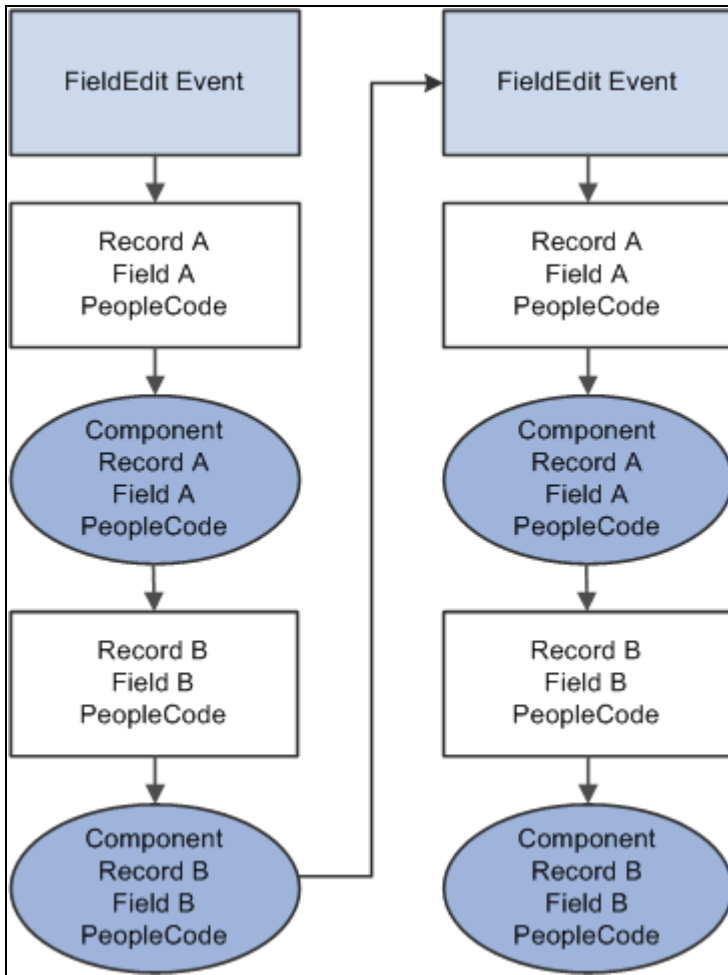 FieldEdit Event
Record A
Field A
PeopleCode
Component
Record A
Field A
PeopleCode
Record B
Field B
PeopleCode
Component
Record B
Field B
PeopleCode
FieldEdit Event
Record A
Field A
PeopleCode
Component
Record A
Field A
PeopleCode
Record B
Field B
PeopleCode
Component
Record B
Field B
PeopleCode